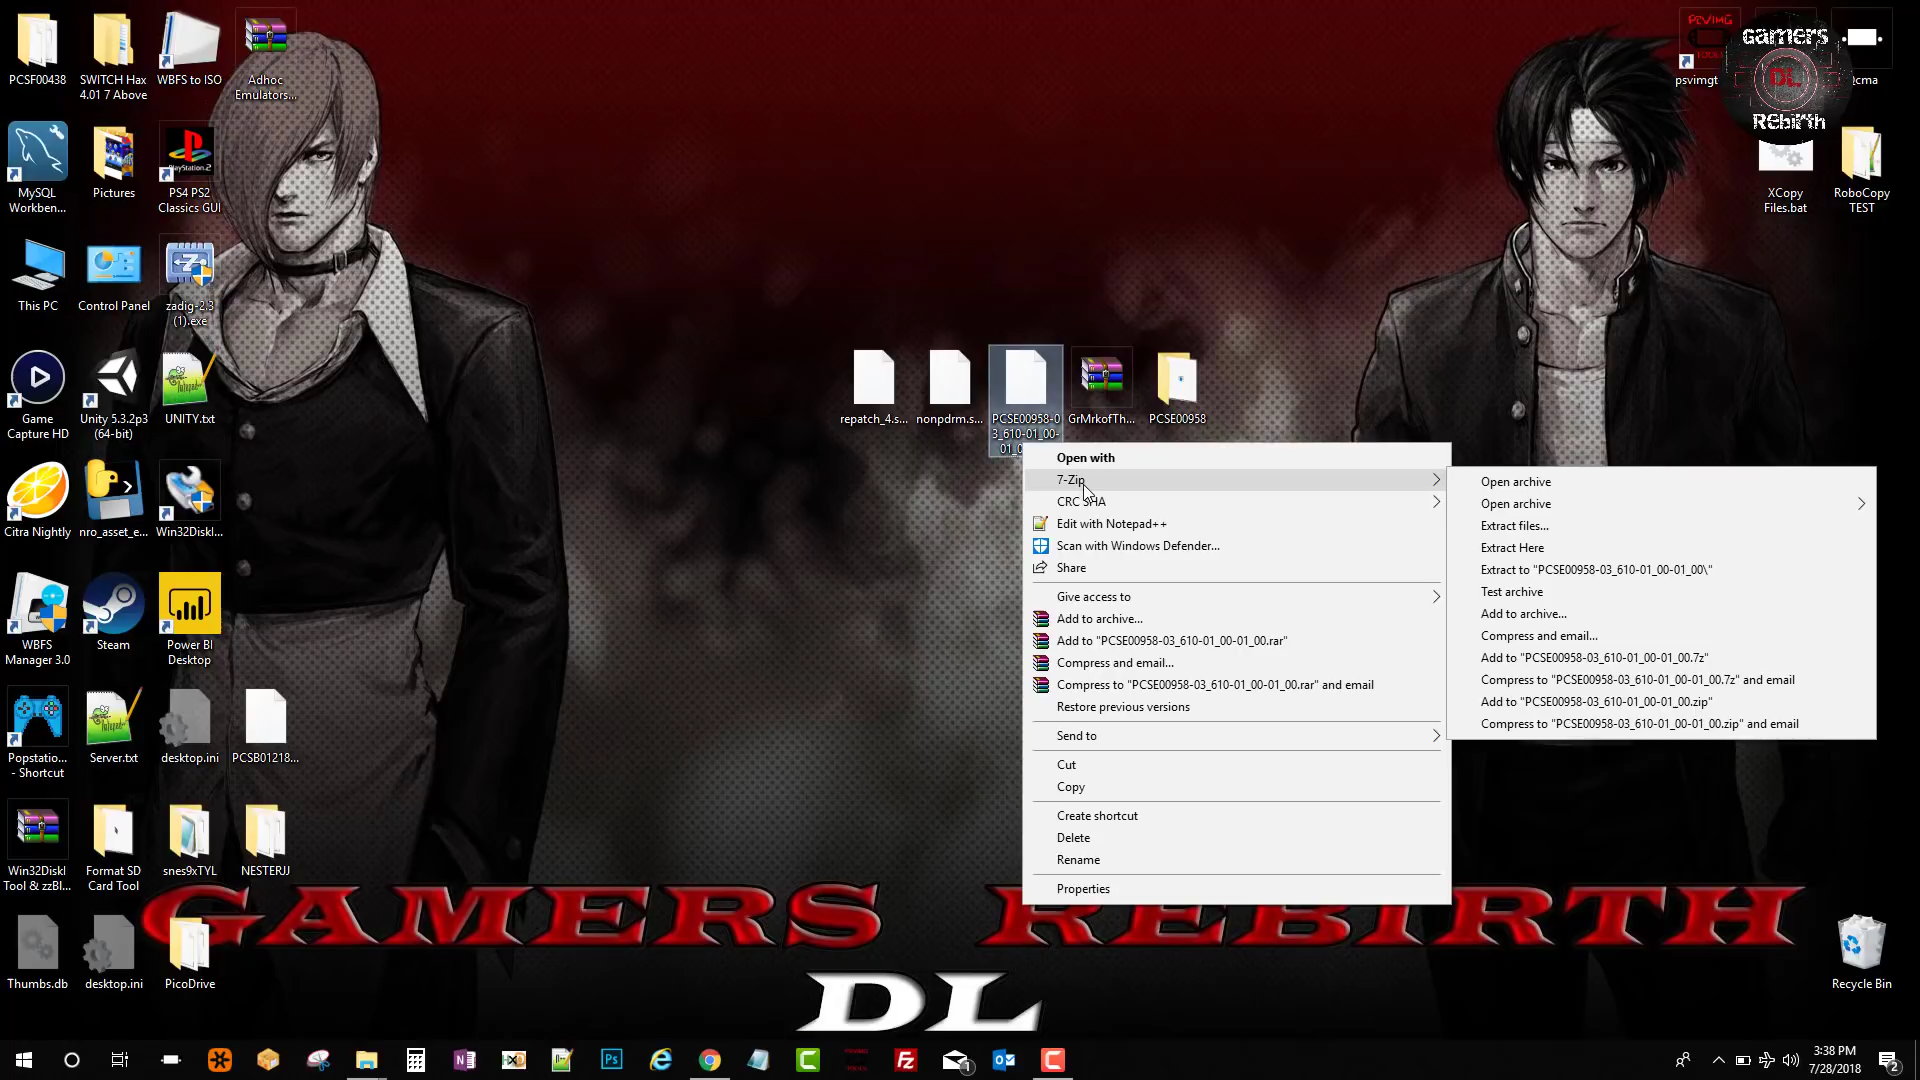 PCSF00438
SWITCH Hax
4.01 7 Above
WBFS to ISO
Adhoc
Emulators...
psvimgt
gamers
DL
REbirth
Qcma
MySQL
Workben...
Pictures
PlayStation 2
PS4 PS2
Classics GUI
XCopy
Files.bat
RoboCopy
TEST
This PC
Control Panel
zadig-2.3
(1).exe
Game
Capture HD
Unity 5.3.2p3
(64-bit)
UNITY.txt
repatch_4.s...
nonpdrm.s...
PCSE00958-0
3_610-01_00-
GrMrkofTh...
PCSE00958
Open with
7-Zip
CRC SHA
Edit with Notepad++
Scan with Windows Defender...
Share
Give access to
Add to archive...
Add to "PCSE00958-03_610-01_00-01_00.rar"
Compress and email...
Compress to "PCSE00958-03_610-01_00-01_00.rar" and email
Restore previous versions
Send to
Cut
Copy
Create shortcut
Delete
Rename
Properties
Open archive
Open archive
Extract files...
Extract Here
Extract to "PCSE00958-03_610-01_00-01_00\"
Test archive
Add to archive...
Compress and email...
Add to "PCSE00958-03_610-01_00-01_00.7z"
Compress to "PCSE00958-03_610-01_00-01_00.7z" and email
Add to "PCSE00958-03_610-01_00-01_00.zip"
Compress to "PCSE00958-03_610-01_00-01_00.zip" and email
Citra Nightly
nro_asset_e...
Win32DiskI...
WBFS
Manager 3.0
Steam
Power BI
Desktop
Popstatio...
- Shortcut
Server.txt
desktop.ini
PCSB01218...
Win32DiskI
Tool & zzBl...
Format SD
Card Tool
snes9xTYL
NESTERJJ
GAMERS REBIRTH
DL
Thumbs.db
desktop.ini
PicoDrive
Recycle Bin
3:38 PM
7/28/2018
2